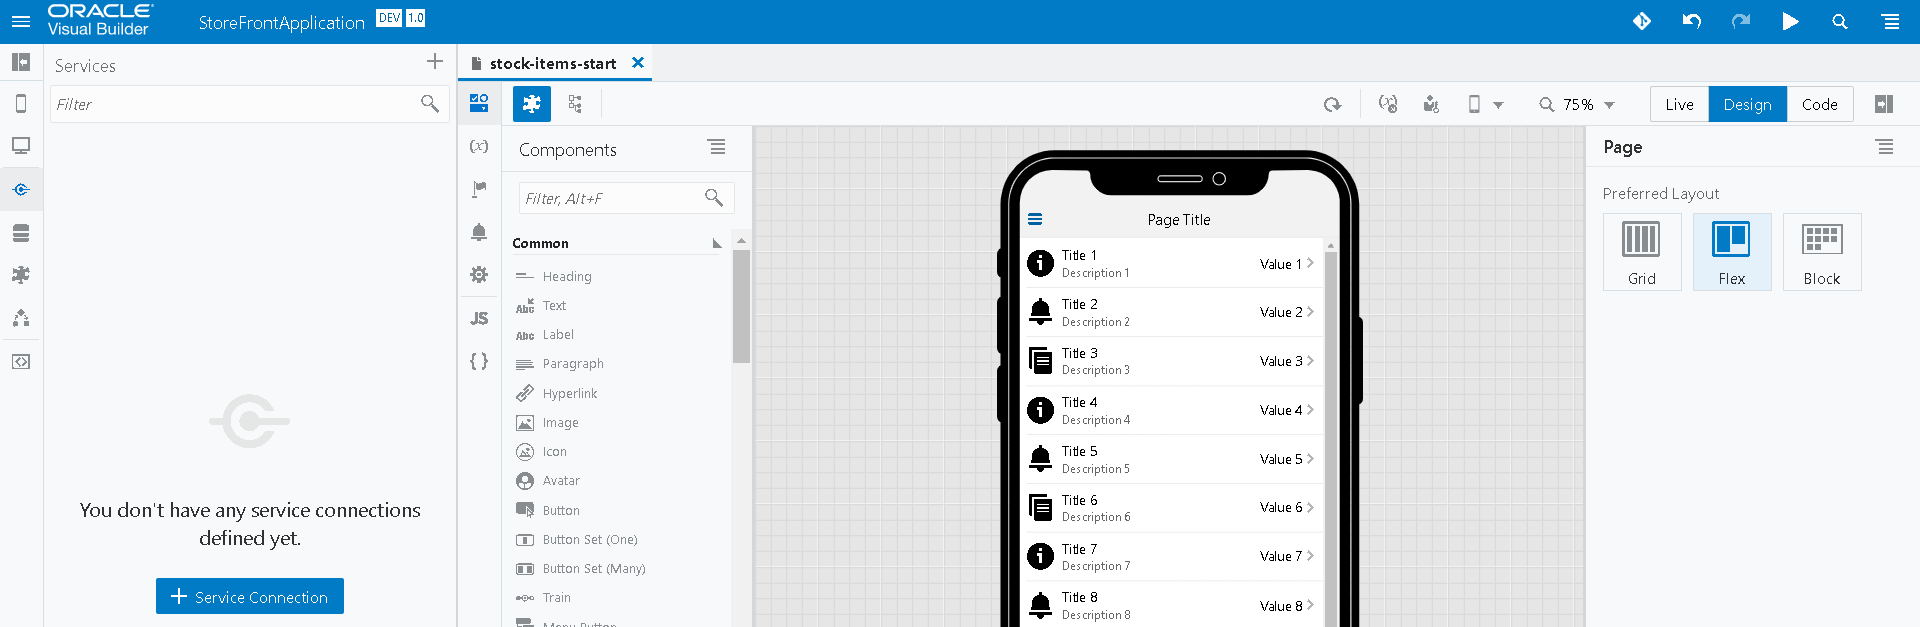 ORACLE
Visual Builder
StoreFrontApplication DEV 1.0
Services
Filter
You don't have any service connections
defined yet.
Service Connection
stock-items-start
(x)
JS
{ }
75%
Live Design Code
Components
Filter, Alt+F
Common
Heading
Abc Text
Abc Label
Paragraph
Hyperlink
Image
Icon
Avatar
Button
Button Set (One)
Button Set (Many)
Train
Menu Button
Page Title
Title 1
Description 1
Value 1
Title 2
Description 2
Value 2
Title 3
Description 3
Value 3
Title 4
Description 4
Value 4
Title 5
Description 5
Value 5
Title 6
Description 6
Value 6
Title 7
Description 7
Value 7
Title 8
Description 8
Value 8
Page
Preferred Layout
Grid Flex Block